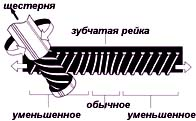 шестерня
зубчатая рейка
обычное
уменьшенное
уменьшенное